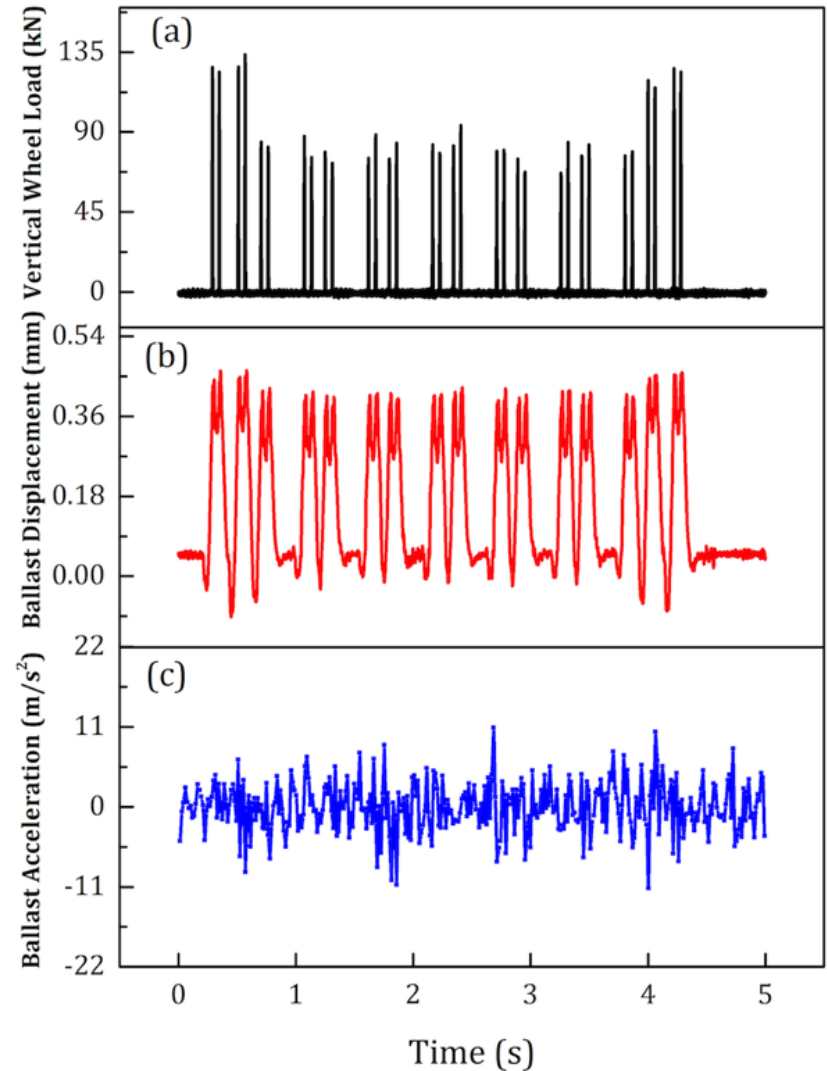 Vertical Wheel Load (kN)
(a)
135
90
45
0
Ballast Displacement (mm)
(b)
0.54
0.36
0.18
0.00
Ballast Acceleration (m/s²)
(c)
22
11
0
-11
-22
0 1 2 3 4 5
Time (s)